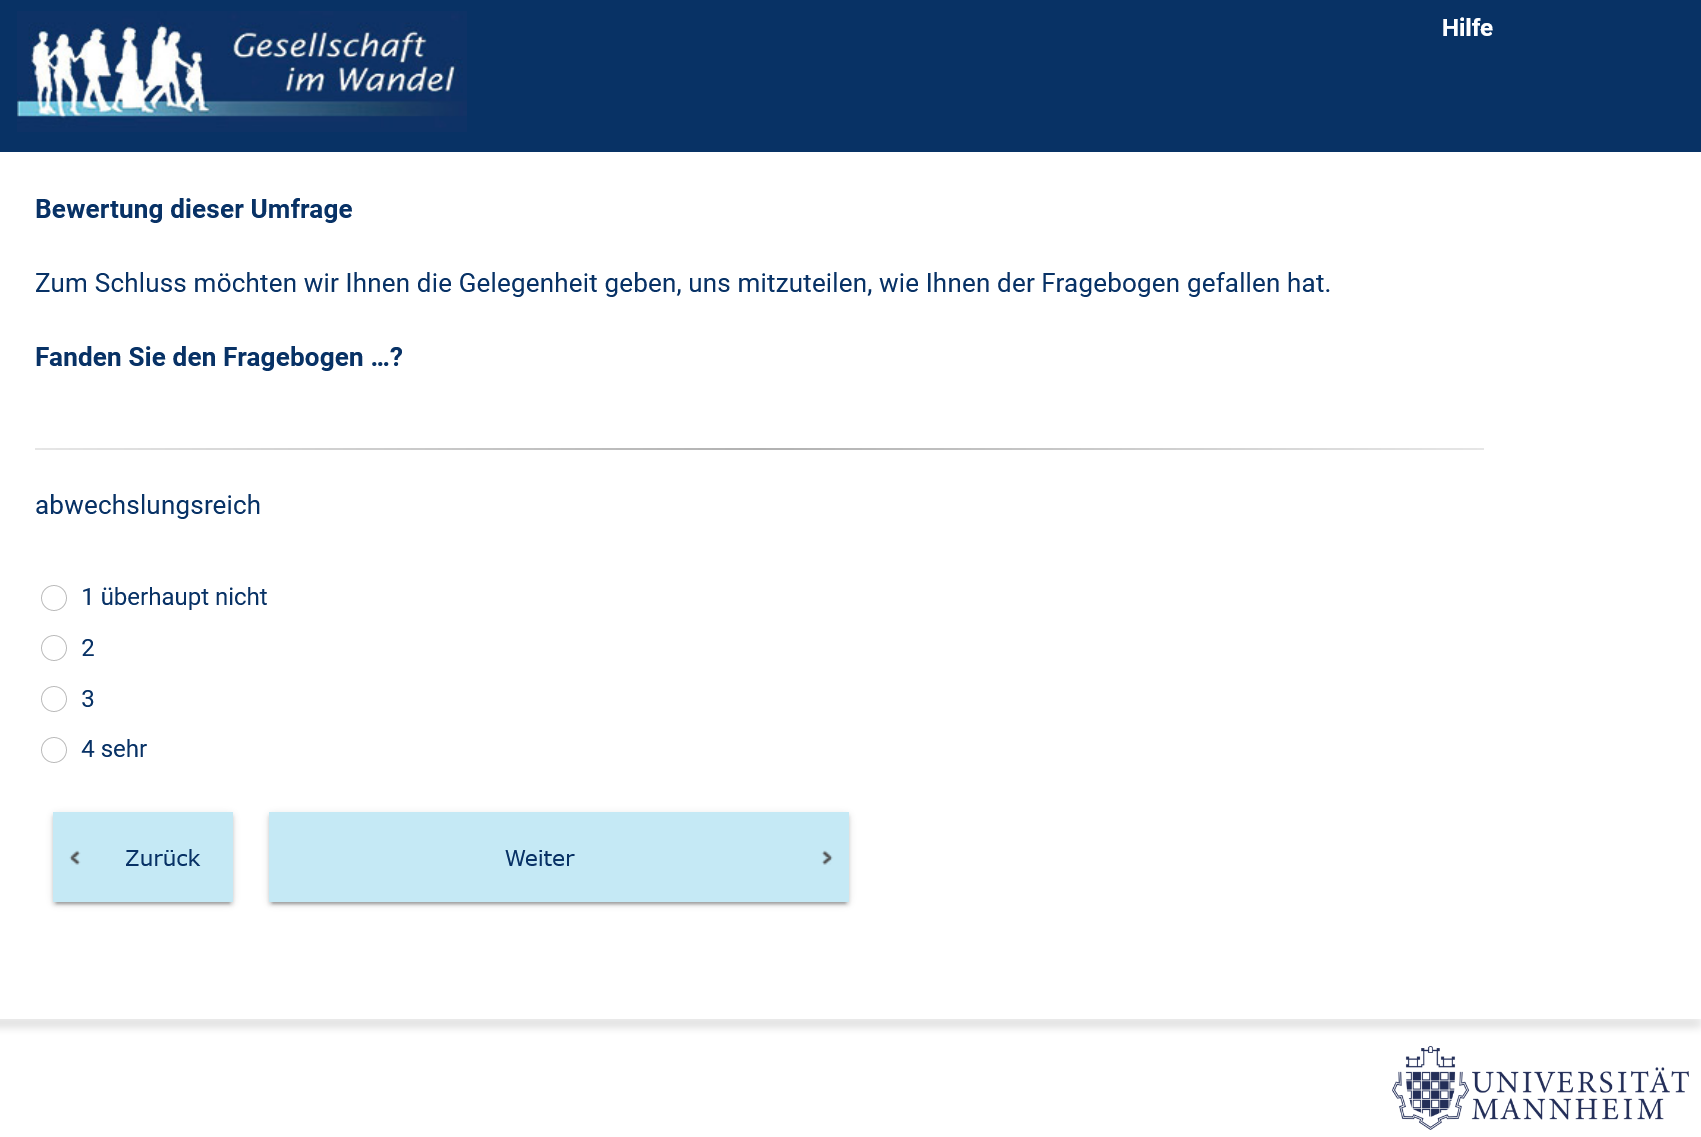 Gesellschaft
im Wandel
Hilfe
Bewertung dieser Umfrage
Zum Schluss möchten wir Ihnen die Gelegenheit geben, uns mitzuteilen, wie Ihnen der Fragebogen gefallen hat.
Fanden Sie den Fragebogen …?
abwechslungsreich
1 überhaupt nicht
2
3
4 sehr
Zurück
Weiter
UNIVERSITÄT
MANNHEIM